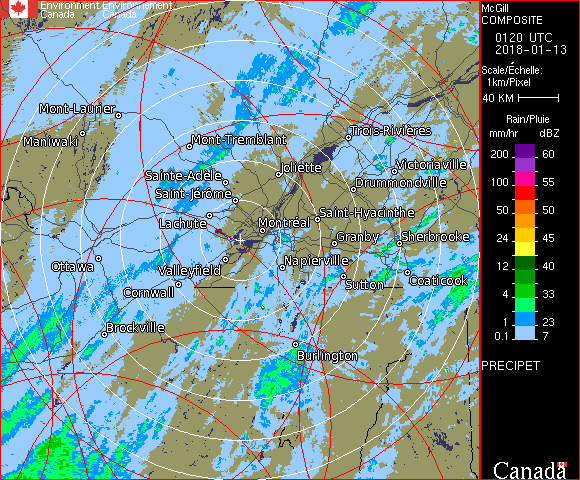 Environment Environnement
Canada Canada
McGill
COMPOSITE
0120 UTC
2018-01-13
Scale/Échelle:
1km/Pixel
40 KM
Rain/Pluie
mm/hr dBZ
200 60
100 55
50 50
24 45
12 40
4 33
1 23
0.1 7
PRECIPET
Canada
Mont-Laurier
Maniwaki
Mont-Tremblant
Trois-Rivières
Joliette
Victoriaville
Sainte-Adèle
Drummondville
Saint-Jérôme
Lachute
Saint-Hyacinthe
Montréal
Granby
Sherbrooke
Ottawa
Valleyfield
Napierville
Sutton
Coaticook
Cornwall
Brockville
Burlington